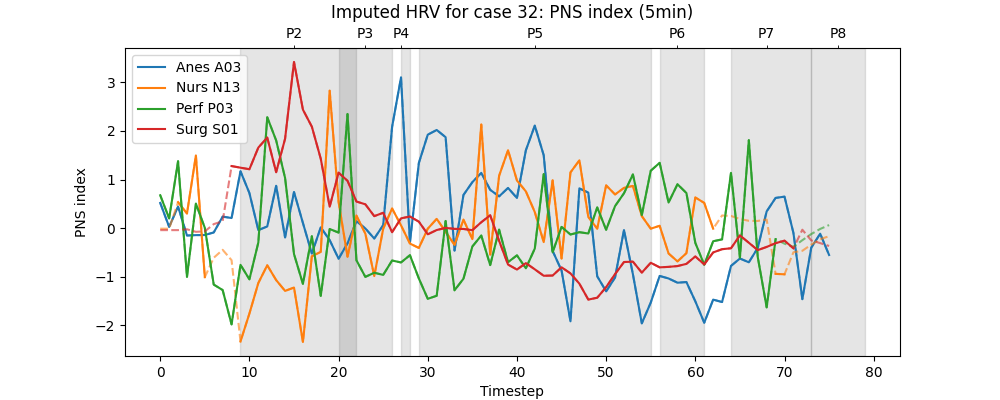 Imputed HRV for case 32: PNS index (5min)
P2 P3 P4 P5 P6 P7 P8
Anes A03
Nurs N13
Perf P03
Surg S01
PNS index
3
2
1
0
−1
−2
0 10 20 30 40 50 60 70 80
Timestep